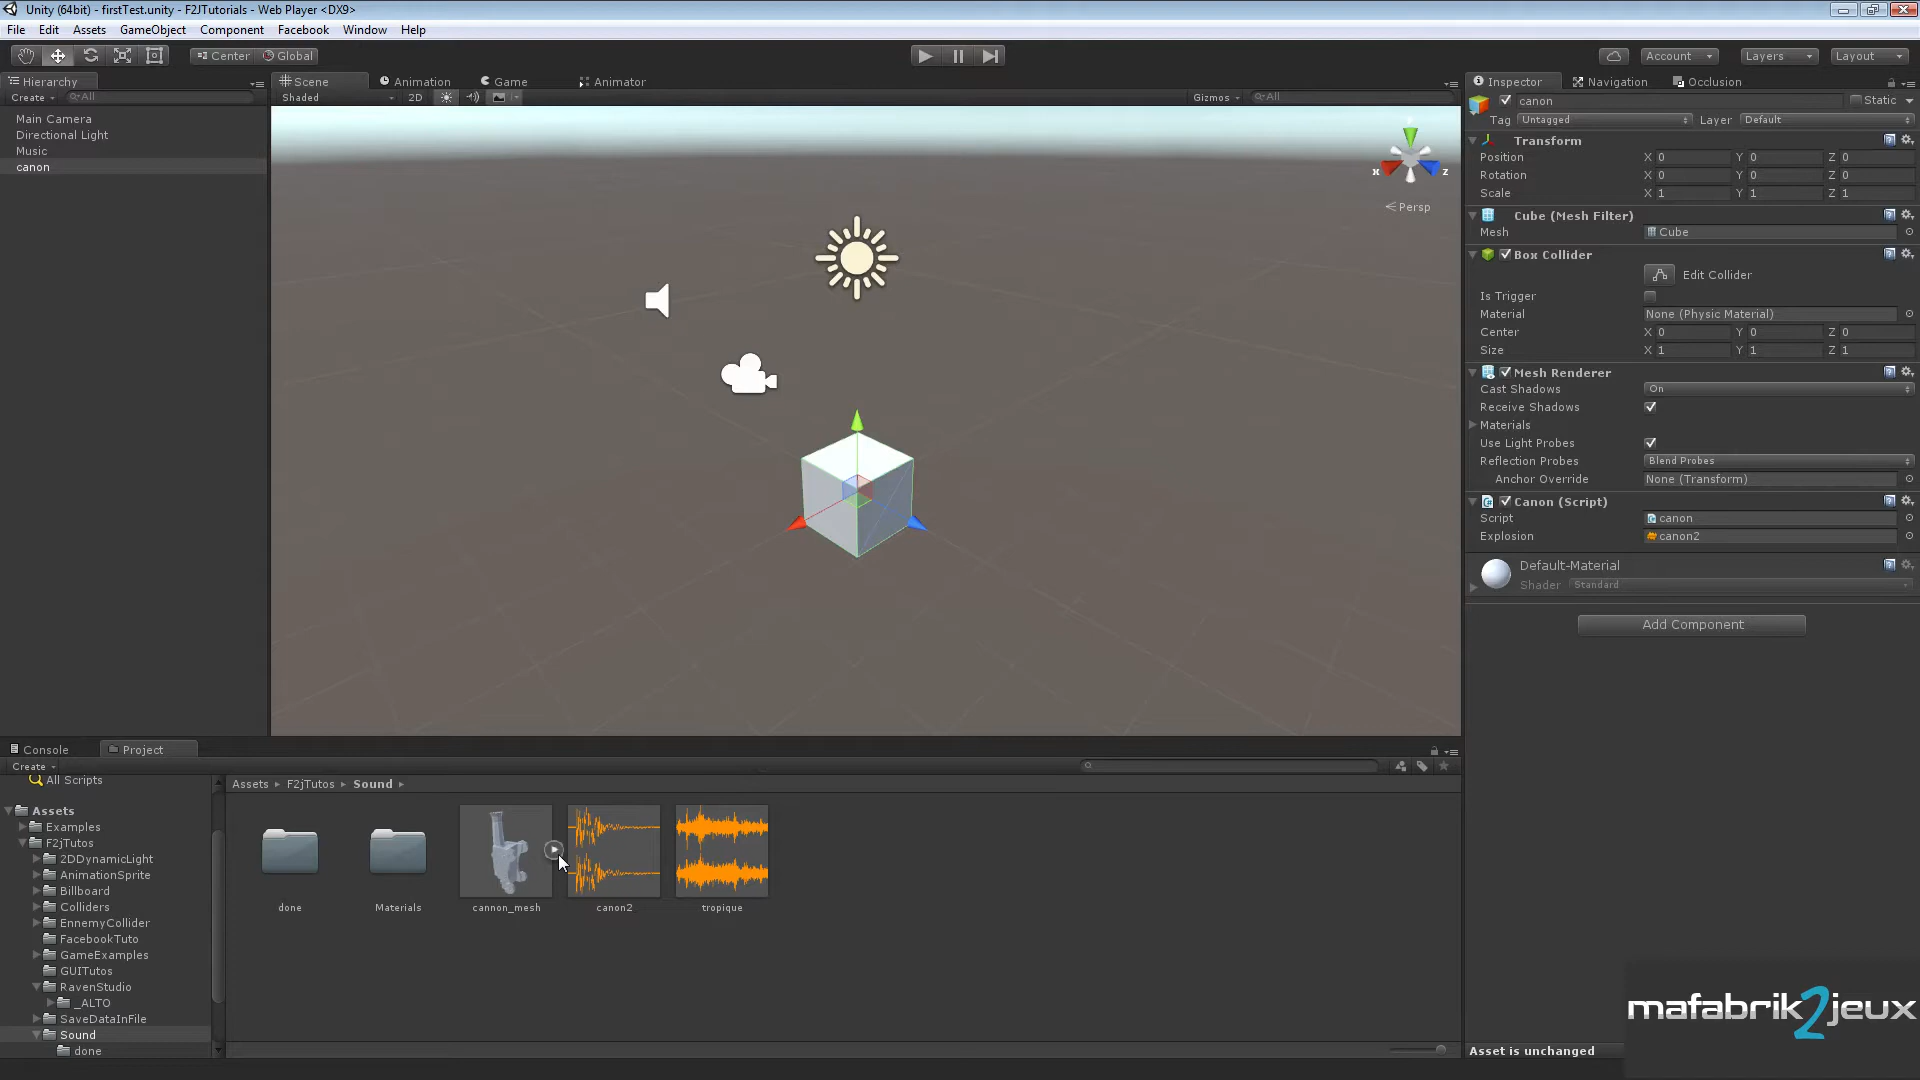 Unity (64bit) - firstTest.unity - F2JTutorials - Web Player <DX9>
File Edit Assets GameObject Component Facebook Window Help
Center Global Account Layers Layout
Hierarchy
Create All
Main Camera
Directional Light
Music
canon
Scene Animation Game Animator
Shaded 2D Gizmos All
x z
Persp
Inspector Navigation Occlusion
canon Static
Tag Untagged Layer Default
Transform
Position X 0 Y 0 Z 0
Rotation X 0 Y 0 Z 0
Scale X 1 Y 1 Z 1
Cube (Mesh Filter)
Mesh Cube
Box Collider
Edit Collider
Is Trigger
Material None (Physic Material)
Center X 0 Y 0 Z 0
Size X 1 Y 1 Z 1
Mesh Renderer
Cast Shadows On
Receive Shadows
Materials
Use Light Probes
Reflection Probes Blend Probes
Anchor Override None (Transform)
Canon (Script)
Script canon
Explosion canon2
Default-Material
Shader Standard
Add Component
Console Project
Create
All Scripts
Assets
Examples
F2jTutos
2DDynamicLight
AnimationSprite
Billboard
Colliders
EnnemyCollider
FacebookTuto
GameExamples
GUITutos
RavenStudio
_ALTO
SaveDataInFile
Sound
done
Assets F2jTutos Sound
done Materials cannon_mesh canon2 tropique
mafabrik2jeux
Asset is unchanged